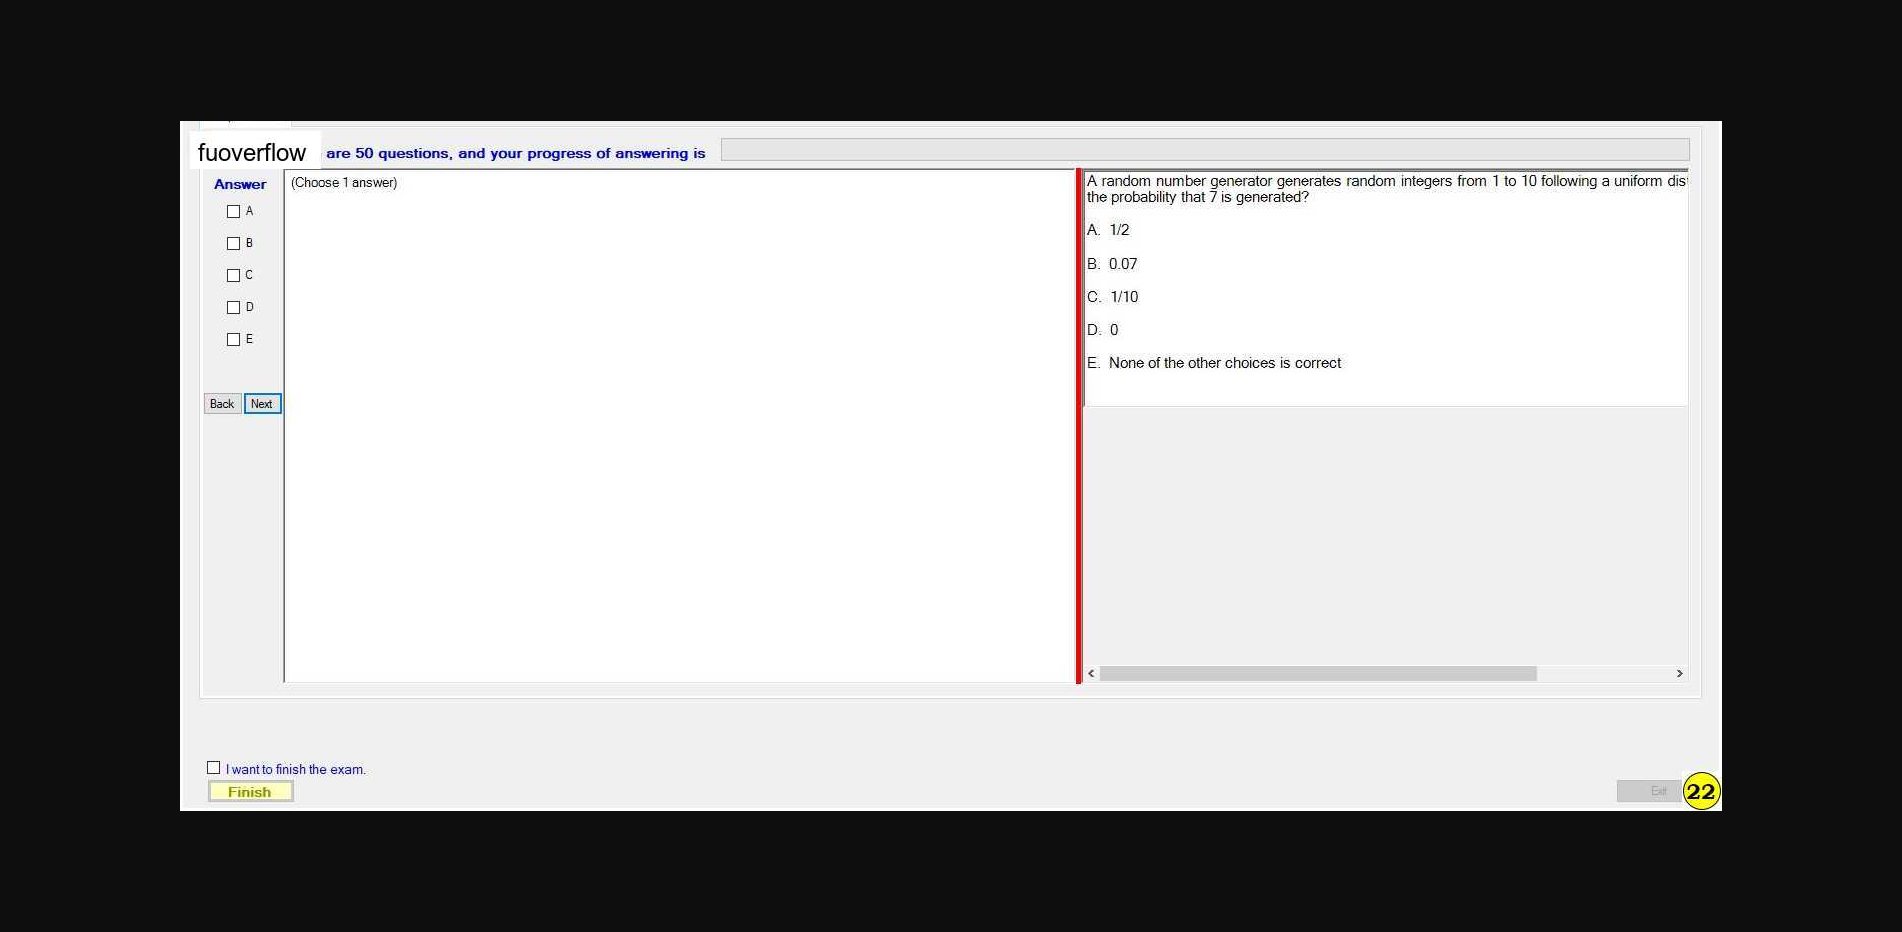 fuoverflow are 50 questions, and your progress of answering is
Answer
A
B
C
D
E
Back Next
(Choose 1 answer)
A random number generator generates random integers from 1 to 10 following a uniform
the probability that 7 is generated?
A. 1/2
B. 0.07
C. 1/10
D. 0
E. None of the other choices is correct
I want to finish the exam.
Finish
Exit
22